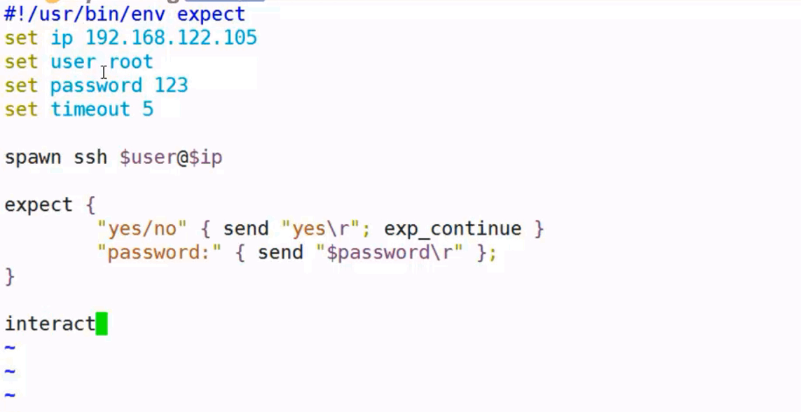 #!/usr/bin/env expect
set ip 192.168.122.105
set user root
set password 123
set timeout 5

spawn ssh $user@$ip

expect {
        "yes/no" { send "yes\r"; exp_continue }
        "password:" { send "$password\r" };
}

interact
~
~
~